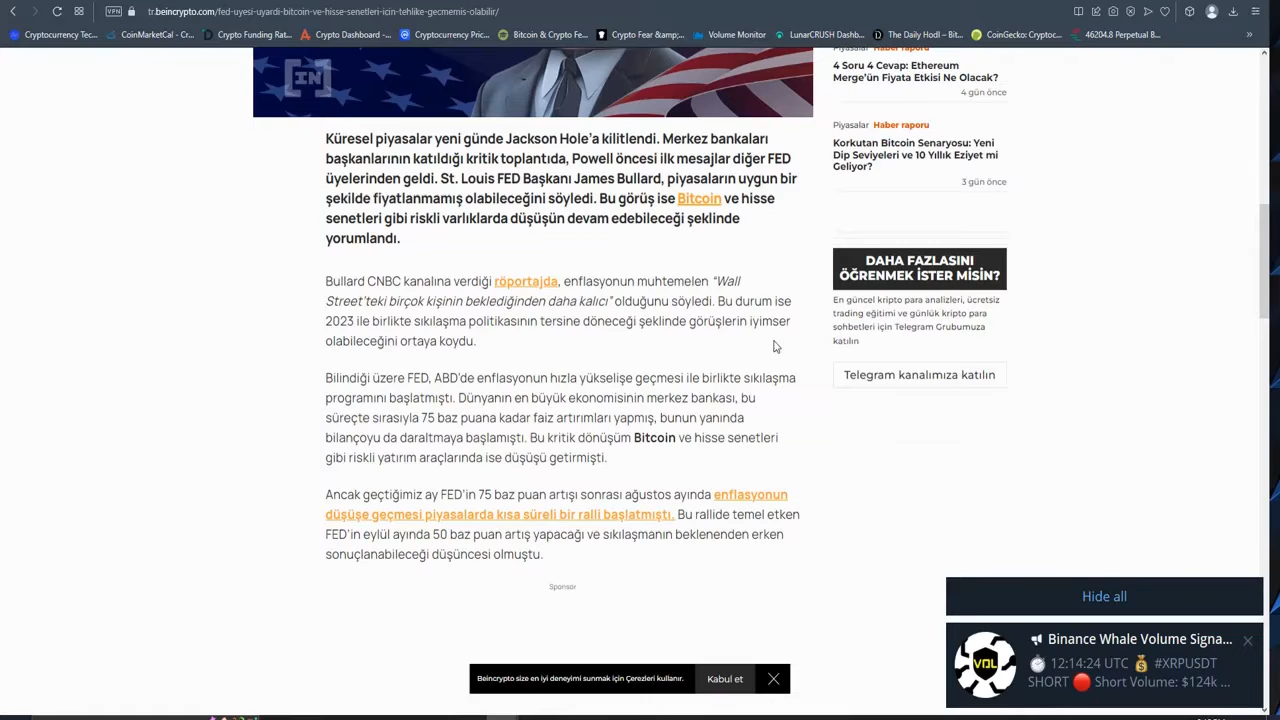 tr.beincrypto.com/fed-uyesi-uyardi-bitcoin-ve-hisse-senetleri-icin-tehlike-gecmemis-olabilir/
VPN
Cryptocurrency Tec... CoinMarketCal - Cr... Crypto Funding Rat... Crypto Dashboard -... Cryptocurrency Pric... Bitcoin & Crypto Fe... Crypto Fear &amp;... Volume Monitor LunarCRUSH Dashb... The Daily Hodl – Bit... CoinGecko: Cryptoc... 46204.8 Perpetual B... »
IN
Küresel piyasalar yeni günde Jackson Hole'a kilitlendi. Merkez bankaları
başkanlarının katıldığı kritik toplantıda, Powell öncesi ilk mesajlar diğer FED
üyelerinden geldi. St. Louis FED Başkanı James Bullard, piyasaların uygun bir
şekilde fiyatlanmamış olabileceğini söyledi. Bu görüş ise Bitcoin ve hisse
senetleri gibi riskli varlıklarda düşüşün devam edebileceği şeklinde
yorumlandı.
Bullard CNBC kanalına verdiği röportajda, enflasyonun muhtemelen “Wall
Street'teki birçok kişinin beklediğinden daha kalıcı” olduğunu söyledi. Bu durum ise
2023 ile birlikte sıkılaşma politikasının tersine döneceği şeklinde görüşlerin iyimser
olabileceğini ortaya koydu.
Bilindiği üzere FED, ABD'de enflasyonun hızla yükselişe geçmesi ile birlikte sıkılaşma
programını başlatmıştı. Dünyanın en büyük ekonomisinin merkez bankası, bu
süreçte sırasıyla 75 baz puana kadar faiz artırımları yapmış, bunun yanında
bilançoyu da daraltmaya başlamıştı. Bu kritik dönüşüm Bitcoin ve hisse senetleri
gibi riskli yatırım araçlarında ise düşüşü getirmişti.
Ancak geçtiğimiz ay FED'in 75 baz puan artışı sonrası ağustos ayında enflasyonun
düşüşe geçmesi piyasalarda kısa süreli bir ralli başlatmıştı. Bu rallide temel etken
FED'in eylül ayında 50 baz puan artış yapacağı ve sıkılaşmanın beklenenden erken
sonuçlanabileceği düşüncesi olmuştu.
Sponsor
Piyasalar Haber raporu
4 Soru 4 Cevap: Ethereum
Merge'ün Fiyata Etkisi Ne Olacak?
4 gün önce
Piyasalar Haber raporu
Korkutan Bitcoin Senaryosu: Yeni
Dip Seviyeleri ve 10 Yıllık Eziyet mi
Geliyor?
3 gün önce
DAHA FAZLASINI
ÖĞRENMEK İSTER MİSİN?
En güncel kripto para analizleri, ücretsiz
trading eğitimi ve günlük kripto para
sohbetleri için Telegram Grubumuza
katılın
Telegram kanalımıza katılın
Beincrypto size en iyi deneyimi sunmak için Çerezleri kullanır.
Kabul et
Hide all
VOL
Binance Whale Volume Signa...
12:14:24 UTC #XRPUSDT
SHORT Short Volume: $124k ...